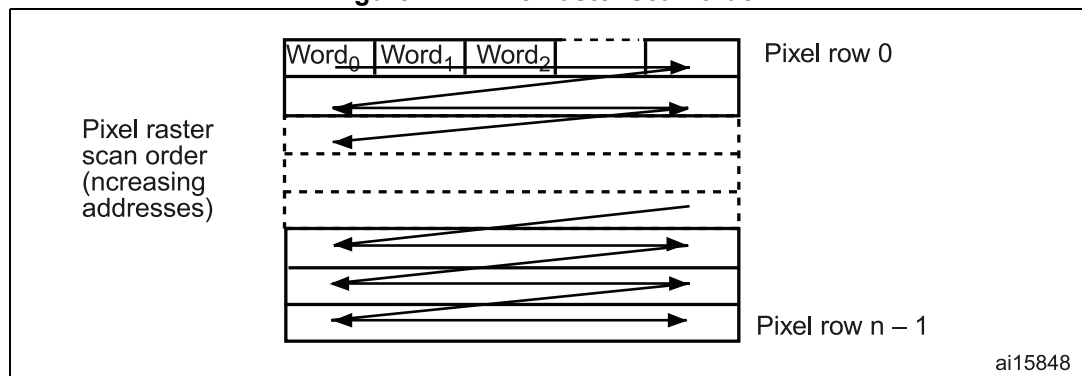 Word0 Word1 Word2
Pixel row 0
Pixel raster
scan order
(ncreasing
addresses)
Pixel row n – 1
ai15848